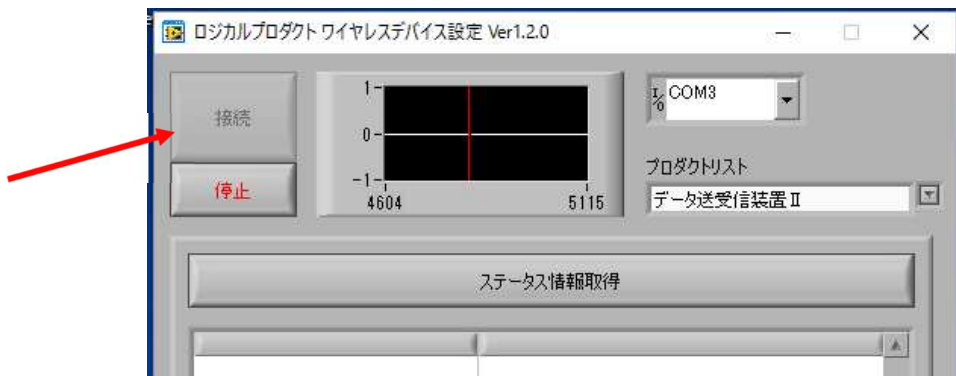 ロジカルプロダクト ワイヤレスデバイス設定 Ver1.2.0
接続
停止
1
0
-1
4604
5115
I/O COM3
プロダクトリスト
データ送受信装置Ⅱ
ステータス情報取得